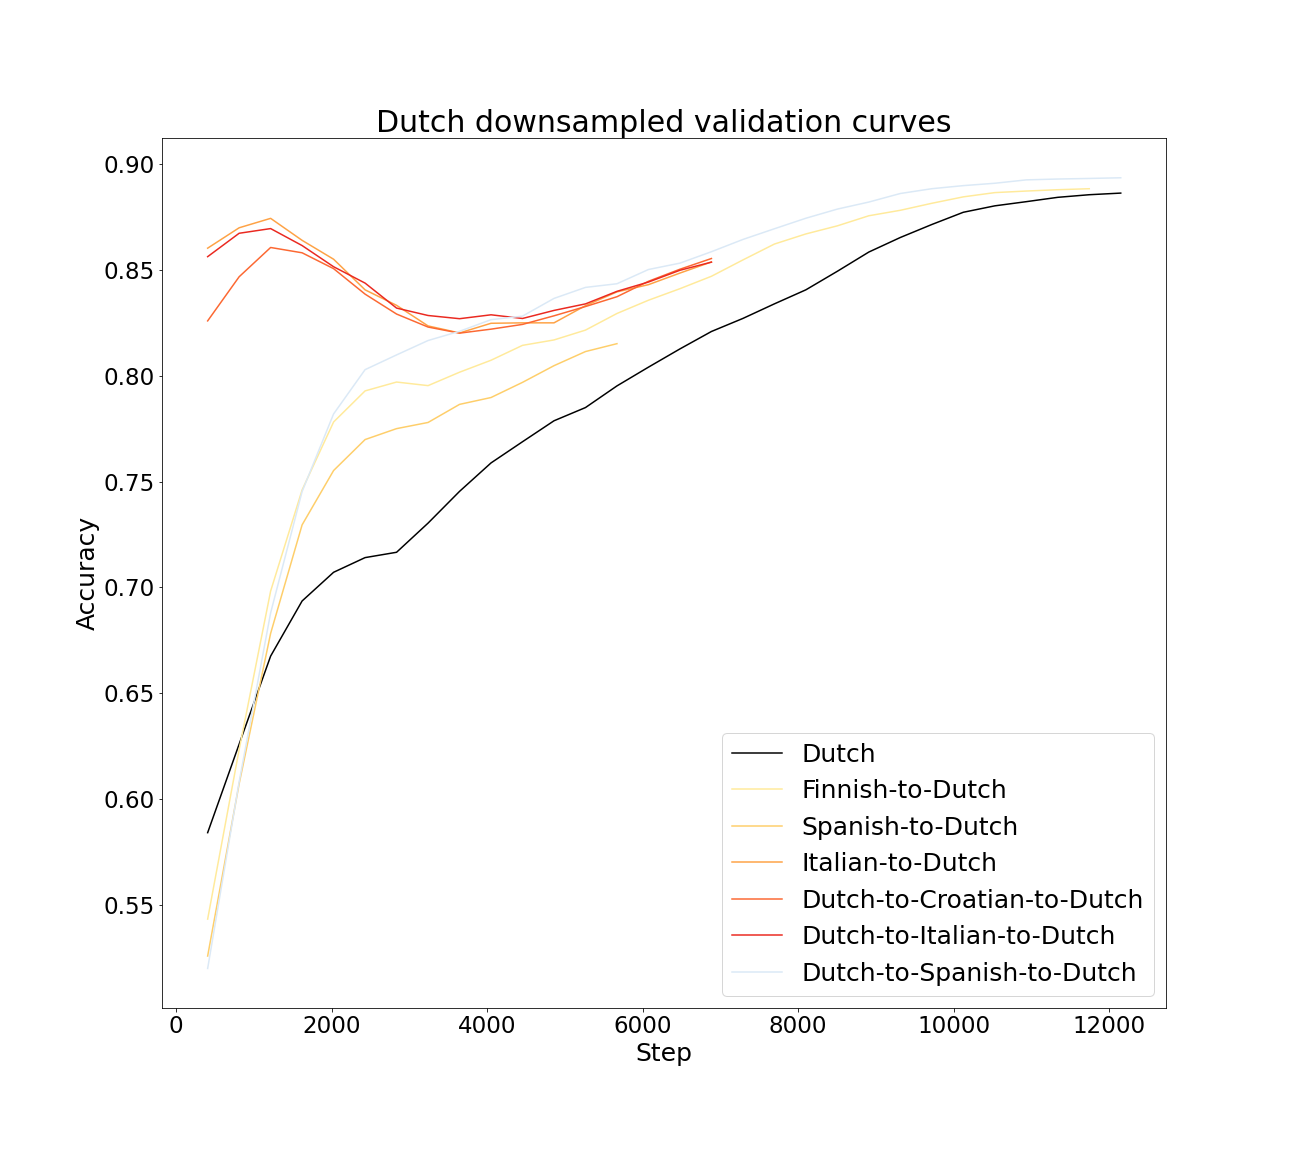 Dutch downsampled validation curves
0.90
0.85
0.80
0.75
0.70
0.65
0.60
0.55
Accuracy
Dutch
Finnish-to-Dutch
Spanish-to-Dutch
Italian-to-Dutch
Dutch-to-Croatian-to-Dutch
Dutch-to-Italian-to-Dutch
Dutch-to-Spanish-to-Dutch
0 2000 4000 6000 8000 10000 12000
Step